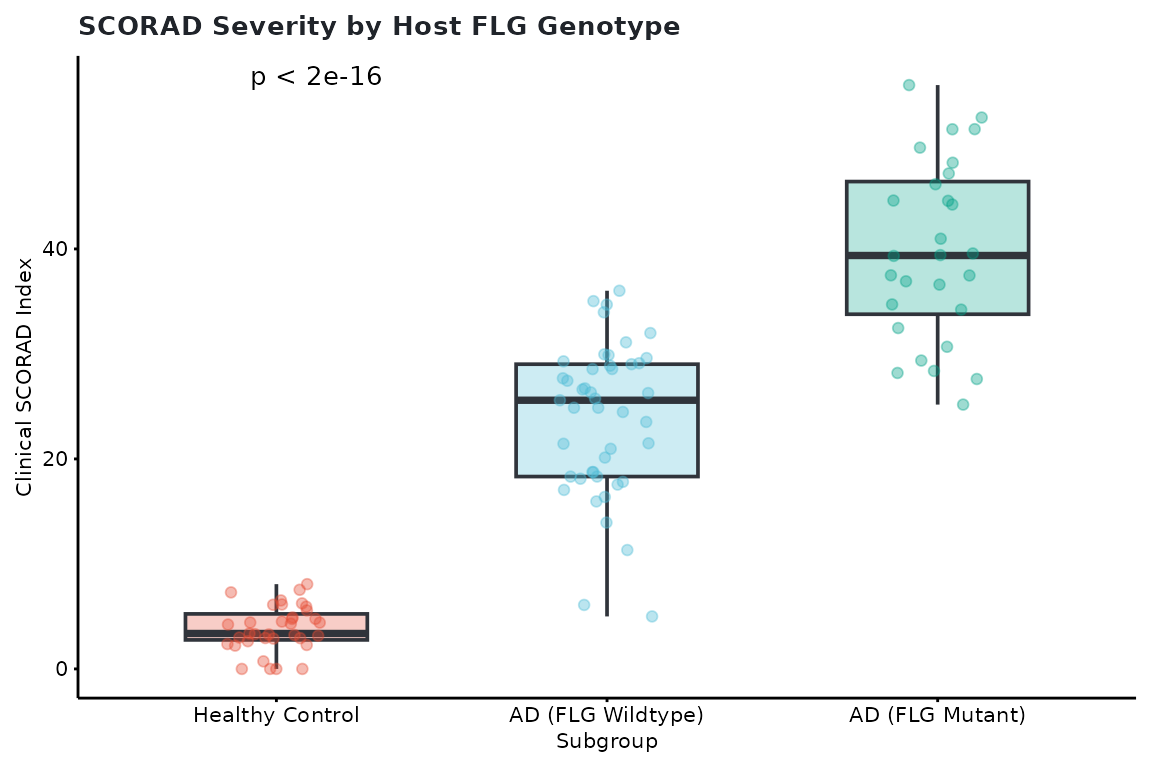 SCORAD Severity by Host FLG Genotype
p < 2e-16
Clinical SCORAD Index
40
20
0
Healthy Control
AD (FLG Wildtype)
AD (FLG Mutant)
Subgroup